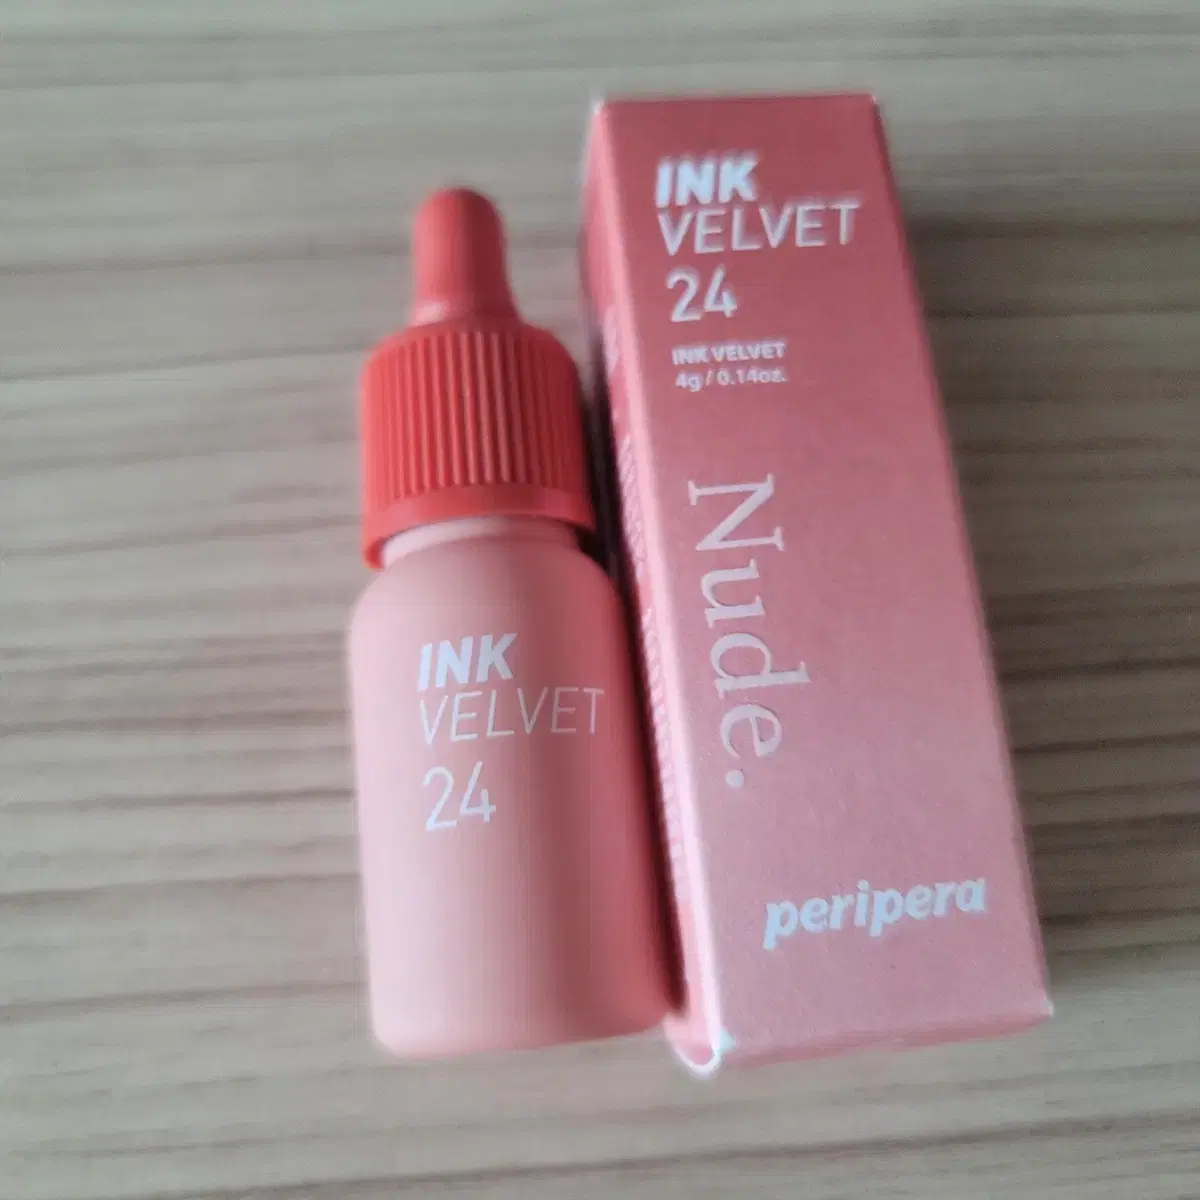 INK
VELVET
24
INK
VELVET
24
INK VELVET
4g / 0.14oz.
Nude.
peripera